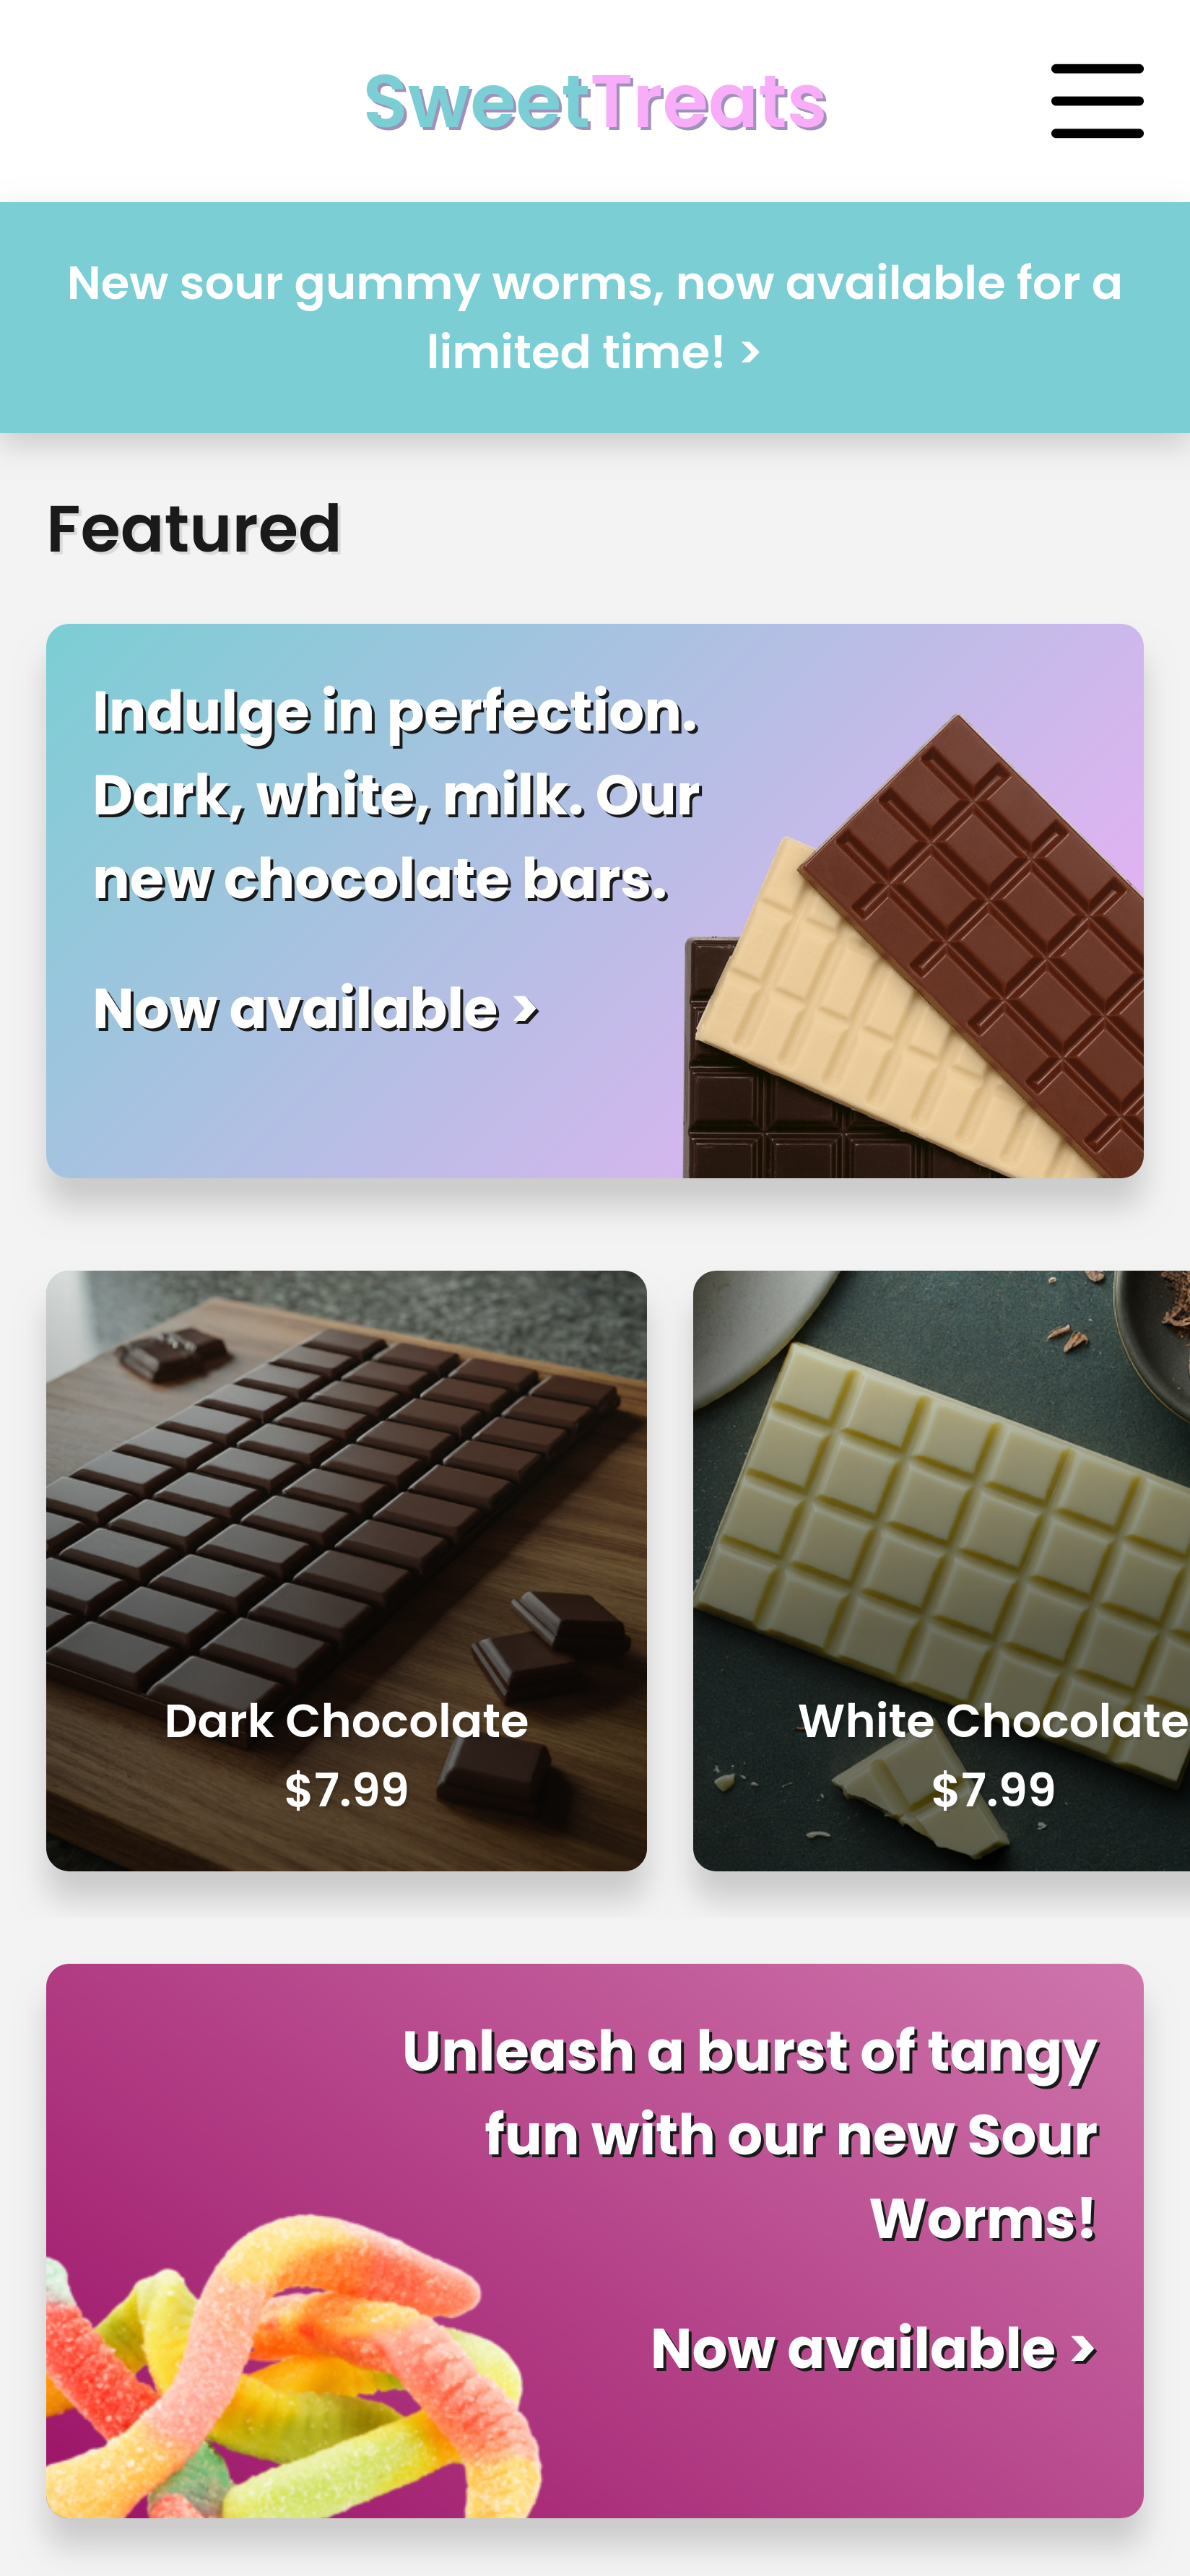 SweetTreats
New sour gummy worms, now available for a
limited time! >
Featured
Indulge in perfection.
Dark, white, milk. Our
new chocolate bars.
Now available >
Dark Chocolate
$7.99
White Chocolate
$7.99
Unleash a burst of tangy
fun with our new Sour
Worms!
Now available >